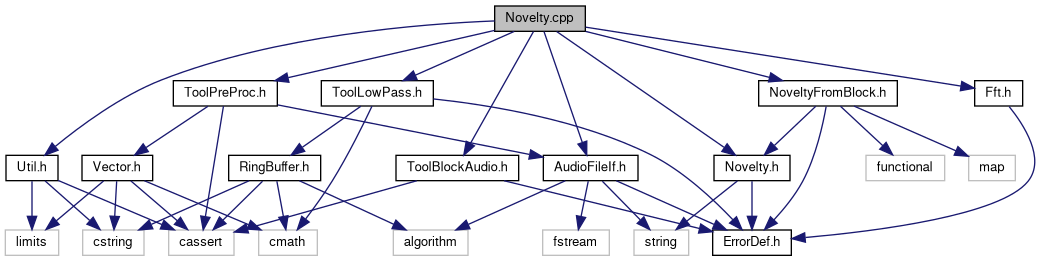 Novelty.cpp
ToolPreProc.h
ToolLowPass.h
NoveltyFromBlock.h
Fft.h
Util.h
Vector.h
RingBuffer.h
ToolBlockAudio.h
AudioFileIf.h
Novelty.h
functional
map
limits
cstring
cassert
cmath
algorithm
fstream
string
ErrorDef.h